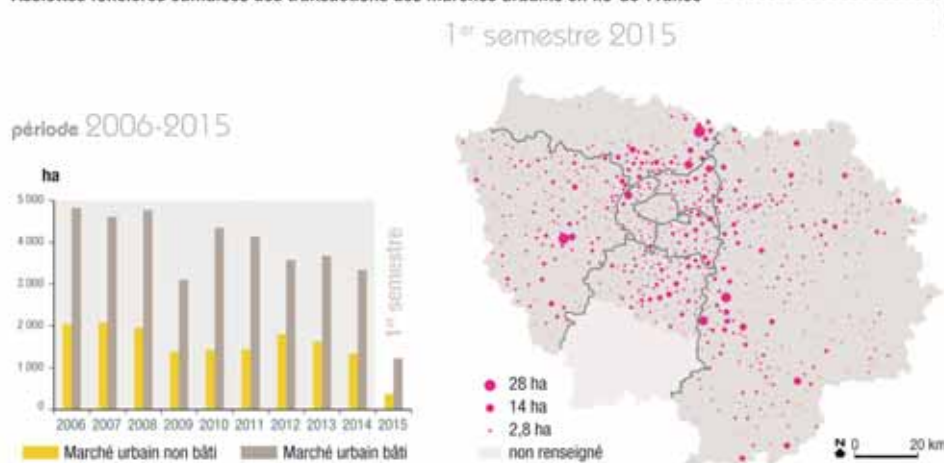 1er semestre 2015
période 2006-2015
ha
5 000
4 000
3 000
2 000
1 000
0
2006 2007 2008 2009 2010 2011 2012 2013 2014 2015
1er semestre
Marché urbain non bâti
Marché urbain bâti
28 ha
14 ha
2,8 ha
non renseigné
N
0 20 km